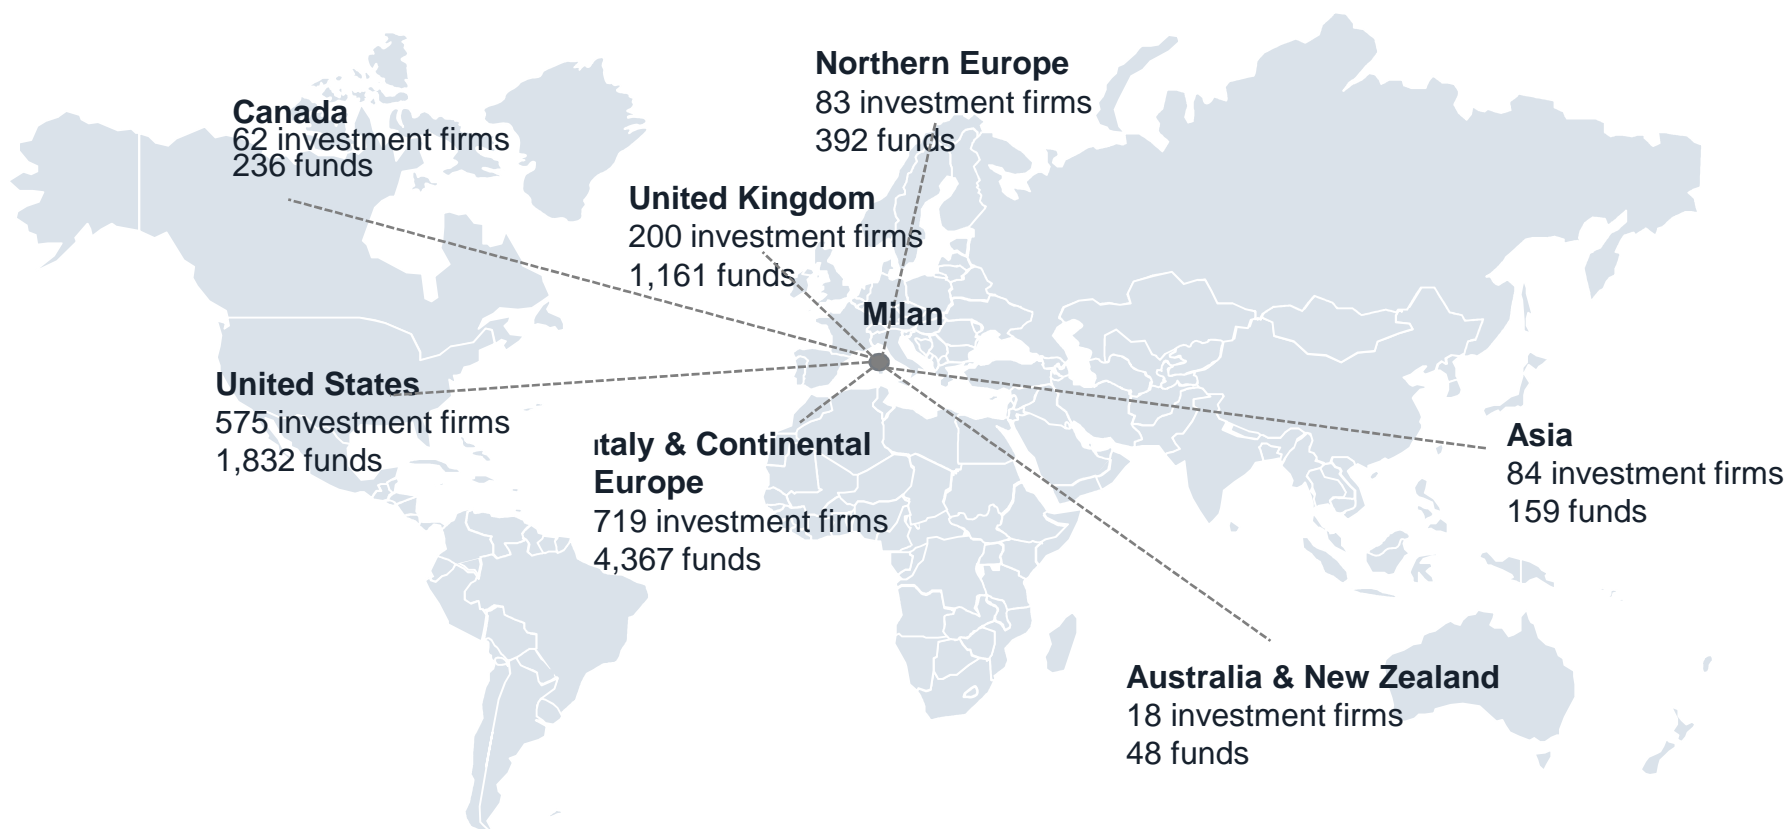 Northern Europe
83 investment firms
392 funds
Canada
62 investment firms
236 funds
United Kingdom
200 investment firms
1,161 funds
Milan
United States
575 investment firms
1,832 funds
Italy & Continental
Europe
719 investment firms
4,367 funds
Asia
84 investment firms
159 funds
Australia & New Zealand
18 investment firms
48 funds